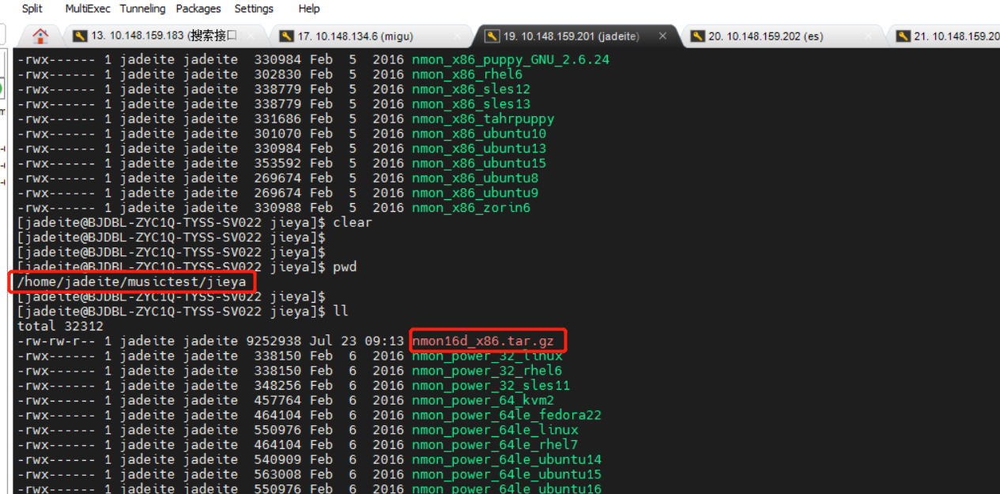 Split MultiExec Tunneling Packages Settings Help
13. 10.148.159.183 (搜索接口 17. 10.148.134.6 (migu) 19. 10.148.159.201 (jadeite) 20. 10.148.159.202 (es) 21. 10.148.159.20
-rwx------ 1 jadeite jadeite 330984 Feb 5 2016 nmon_x86_puppy_GNU_2.6.24
-rwx------ 1 jadeite jadeite 302830 Feb 5 2016 nmon_x86_rhel6
-rwx------ 1 jadeite jadeite 338779 Feb 5 2016 nmon_x86_sles12
-rwx------ 1 jadeite jadeite 338779 Feb 5 2016 nmon_x86_sles13
-rwx------ 1 jadeite jadeite 331686 Feb 5 2016 nmon_x86_tahrpuppy
-rwx------ 1 jadeite jadeite 301070 Feb 5 2016 nmon_x86_ubuntu10
-rwx------ 1 jadeite jadeite 330984 Feb 5 2016 nmon_x86_ubuntu13
-rwx------ 1 jadeite jadeite 353592 Feb 5 2016 nmon_x86_ubuntu15
-rwx------ 1 jadeite jadeite 269674 Feb 5 2016 nmon_x86_ubuntu8
-rwx------ 1 jadeite jadeite 269674 Feb 5 2016 nmon_x86_ubuntu9
-rwx------ 1 jadeite jadeite 330988 Feb 5 2016 nmon_x86_zorin6
[jadeite@BJDBL-ZYC1Q-TYSS-SV022 jieya]$ clear
[jadeite@BJDBL-ZYC1Q-TYSS-SV022 jieya]$
[jadeite@BJDBL-ZYC1Q-TYSS-SV022 jieya]$
[jadeite@BJDBL-ZYC1Q-TYSS-SV022 jieya]$ pwd
/home/jadeite/musictest/jieya
[jadeite@BJDBL-ZYC1Q-TYSS-SV022 jieya]$
[jadeite@BJDBL-ZYC1Q-TYSS-SV022 jieya]$ ll
total 32312
-rw-rw-r-- 1 jadeite jadeite 9252938 Jul 23 09:13 nmon16d_x86.tar.gz
-rwx------ 1 jadeite jadeite 338150 Feb 6 2016 nmon_power_32_linux
-rwx------ 1 jadeite jadeite 338150 Feb 6 2016 nmon_power_32_rhel6
-rwx------ 1 jadeite jadeite 348256 Feb 6 2016 nmon_power_32_sles11
-rwx------ 1 jadeite jadeite 457764 Feb 6 2016 nmon_power_64_kvm2
-rwx------ 1 jadeite jadeite 464104 Feb 6 2016 nmon_power_64le_fedora22
-rwx------ 1 jadeite jadeite 550976 Feb 6 2016 nmon_power_64le_linux
-rwx------ 1 jadeite jadeite 464104 Feb 6 2016 nmon_power_64le_rhel7
-rwx------ 1 jadeite jadeite 540909 Feb 6 2016 nmon_power_64le_ubuntu14
-rwx------ 1 jadeite jadeite 563008 Feb 6 2016 nmon_power_64le_ubuntu15
-rwx------ 1 jadeite jadeite 550976 Feb 6 2016 nmon_power_64le_ubuntu16